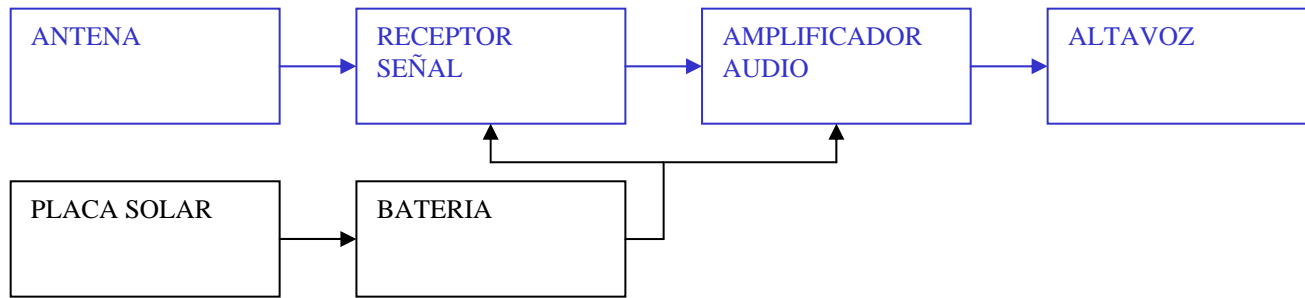 ANTENA
RECEPTOR
SEÑAL
AMPLIFICADOR
AUDIO
ALTAVOZ
PLACA SOLAR
BATERIA